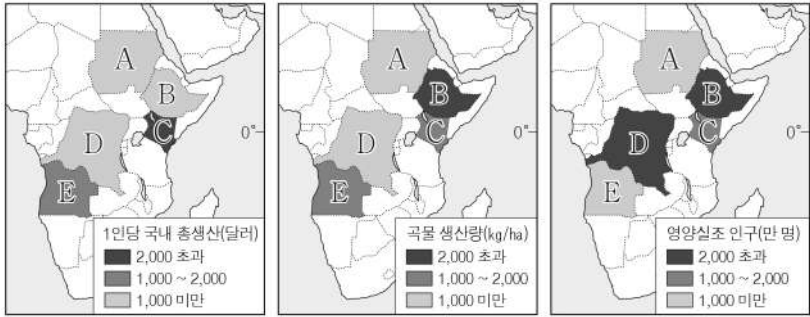 A
B
C
D
E
0°
1인당 국내 총생산(달러)
2,000 초과
1,000 ~ 2,000
1,000 미만
A
B
C
D
E
0°
곡물 생산량(kg/ha)
2,000 초과
1,000 ~ 2,000
1,000 미만
A
B
C
D
E
0°
영양실조 인구(만 명)
2,000 초과
1,000 ~ 2,000
1,000 미만